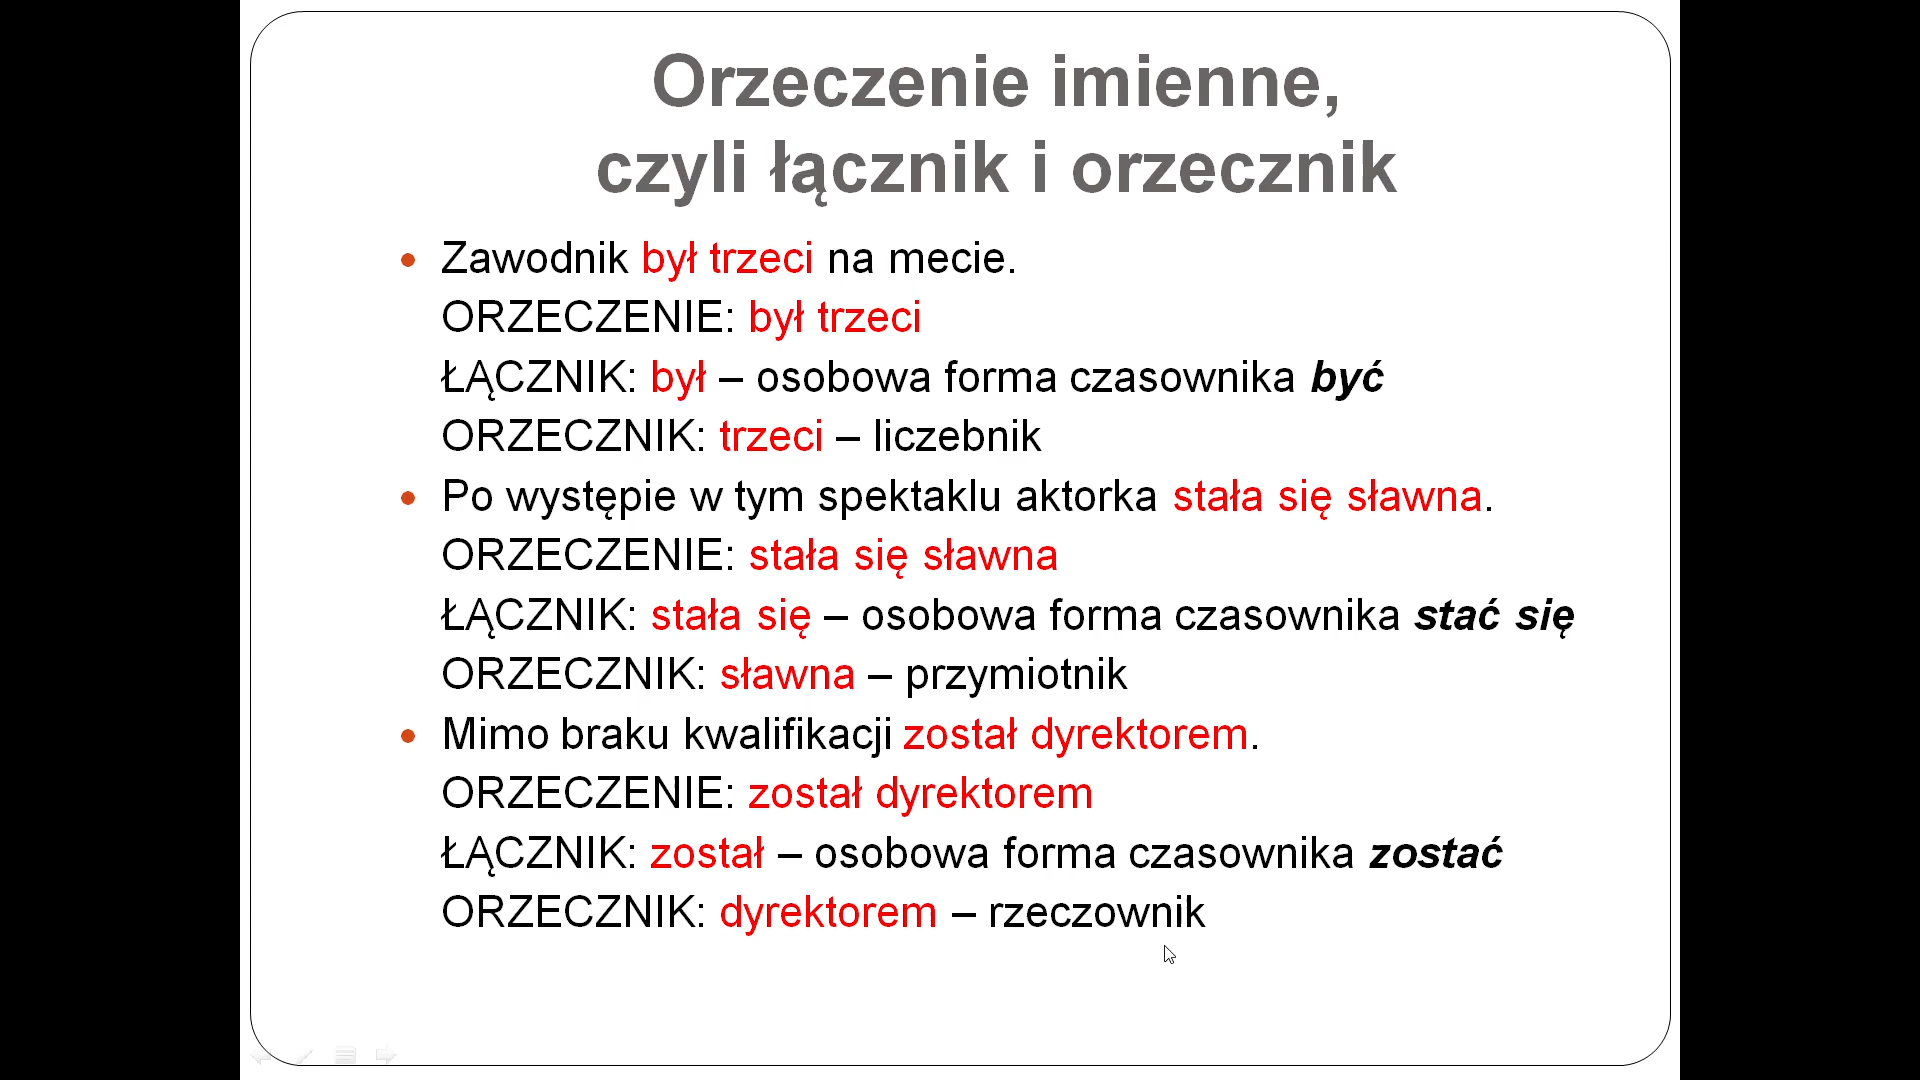 Orzeczenie imienne,
czyli łącznik i orzecznik
• Zawodnik był trzeci na mecie.
ORZECZENIE: był trzeci
ŁĄCZNIK: był – osobowa forma czasownika być
ORZECZNIK: trzeci – liczebnik
• Po występie w tym spektaklu aktorka stała się sławna.
ORZECZENIE: stała się sławna
ŁĄCZNIK: stała się – osobowa forma czasownika stać się
ORZECZNIK: sławna – przymiotnik
• Mimo braku kwalifikacji został dyrektorem.
ORZECZENIE: został dyrektorem
ŁĄCZNIK: został – osobowa forma czasownika zostać
ORZECZNIK: dyrektorem – rzeczownik